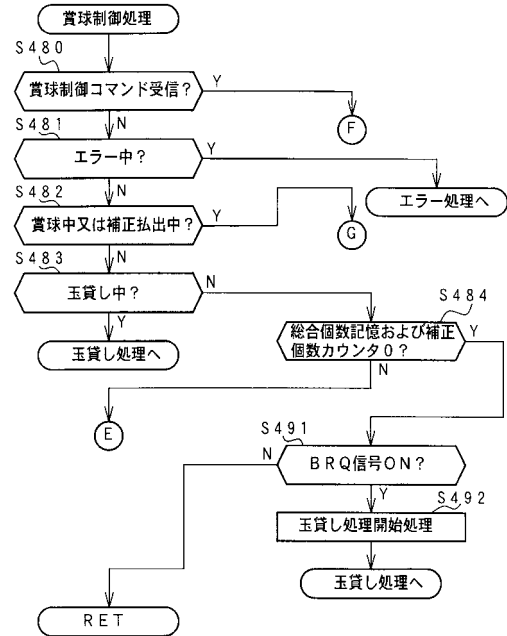 賞球制御処理
S480
賞球制御コマンド受信?
Y
F
N
S481
エラー中?
Y
エラー処理へ
N
S482
賞球中又は補正払出中?
Y
G
N
S483
玉貸し中?
N
Y
玉貸し処理へ
S484
総合個数記憶および補正
個数カウンタ0?
Y
N
E
S491
BRQ信号ON?
N
Y
S492
玉貸し処理開始処理
玉貸し処理へ
RET